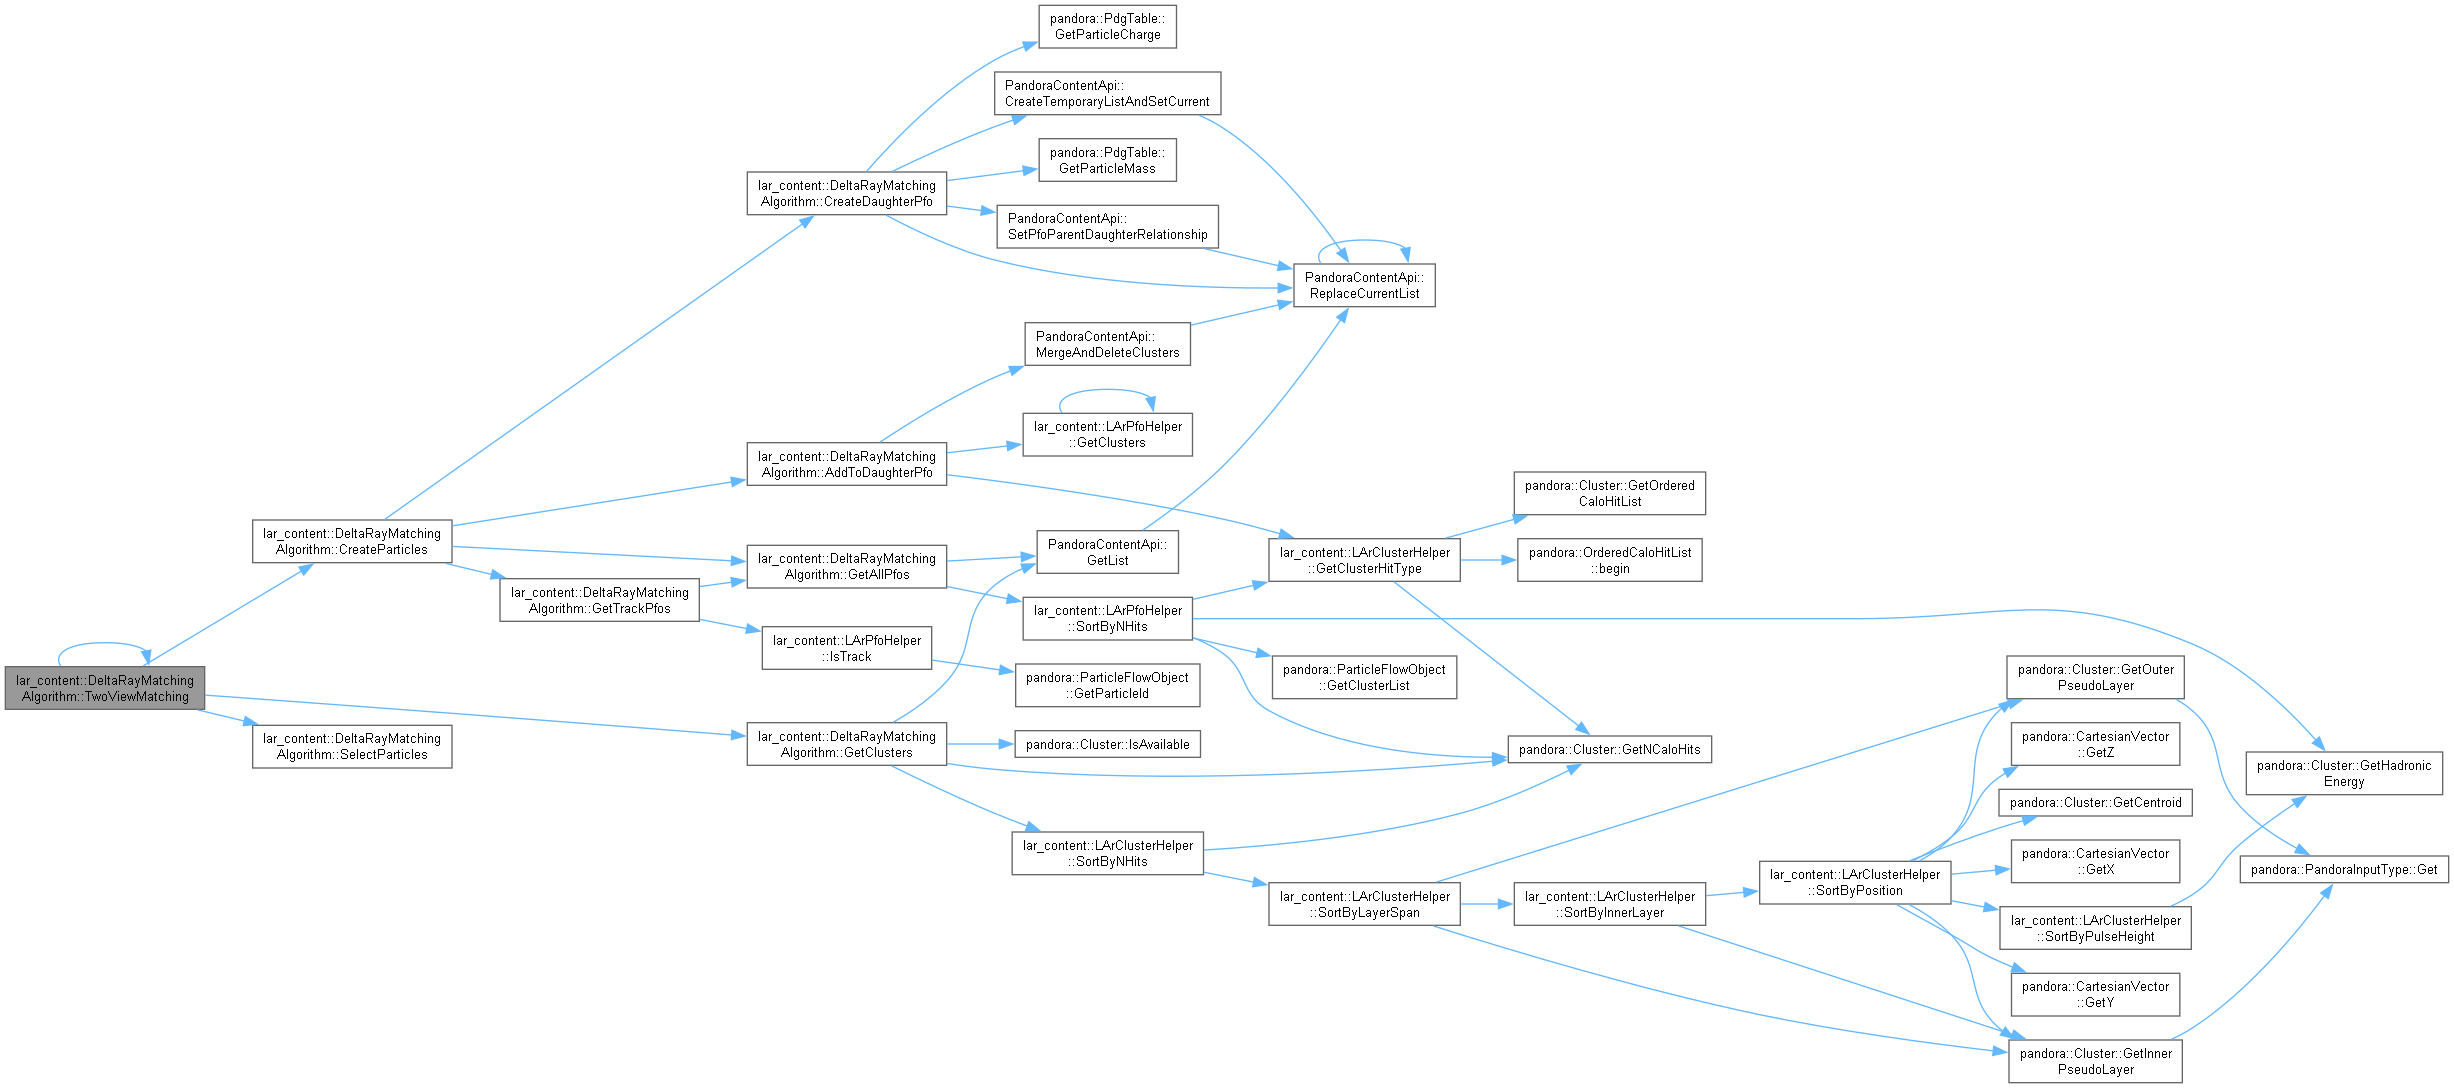 pandora::PdgTable::
GetParticleCharge
PandoraContentApi::
CreateTemporaryListAndSetCurrent
pandora::PdgTable::
GetParticleMass
lar_content::DeltaRayMatching
Algorithm::CreateDaughterPfo
PandoraContentApi::
SetPfoParentDaughterRelationship
PandoraContentApi::
ReplaceCurrentList
PandoraContentApi::
MergeAndDeleteClusters
lar_content::LArPfoHelper
::GetClusters
lar_content::DeltaRayMatching
Algorithm::AddToDaughterPfo
pandora::Cluster::GetOrdered
CaloHitList
lar_content::DeltaRayMatching
Algorithm::CreateParticles
PandoraContentApi::
GetList
lar_content::LArClusterHelper
::GetClusterHitType
pandora::OrderedCaloHitList
::begin
lar_content::DeltaRayMatching
Algorithm::GetAllPfos
lar_content::DeltaRayMatching
Algorithm::GetTrackPfos
lar_content::LArPfoHelper
::SortByNHits
lar_content::LArPfoHelper
::IsTrack
pandora::ParticleFlowObject
::GetParticleId
pandora::ParticleFlowObject
::GetClusterList
pandora::Cluster::GetOuter
PseudoLayer
lar_content::DeltaRayMatching
Algorithm::TwoViewMatching
lar_content::DeltaRayMatching
Algorithm::SelectParticles
lar_content::DeltaRayMatching
Algorithm::GetClusters
pandora::Cluster::IsAvailable
pandora::Cluster::GetNCaloHits
pandora::CartesianVector
::GetZ
pandora::Cluster::GetHadronic
Energy
pandora::Cluster::GetCentroid
lar_content::LArClusterHelper
::SortByNHits
pandora::CartesianVector
::GetX
pandora::PandoraInputType::Get
lar_content::LArClusterHelper
::SortByLayerSpan
lar_content::LArClusterHelper
::SortByInnerLayer
lar_content::LArClusterHelper
::SortByPosition
lar_content::LArClusterHelper
::SortByPulseHeight
pandora::CartesianVector
::GetY
pandora::Cluster::GetInner
PseudoLayer